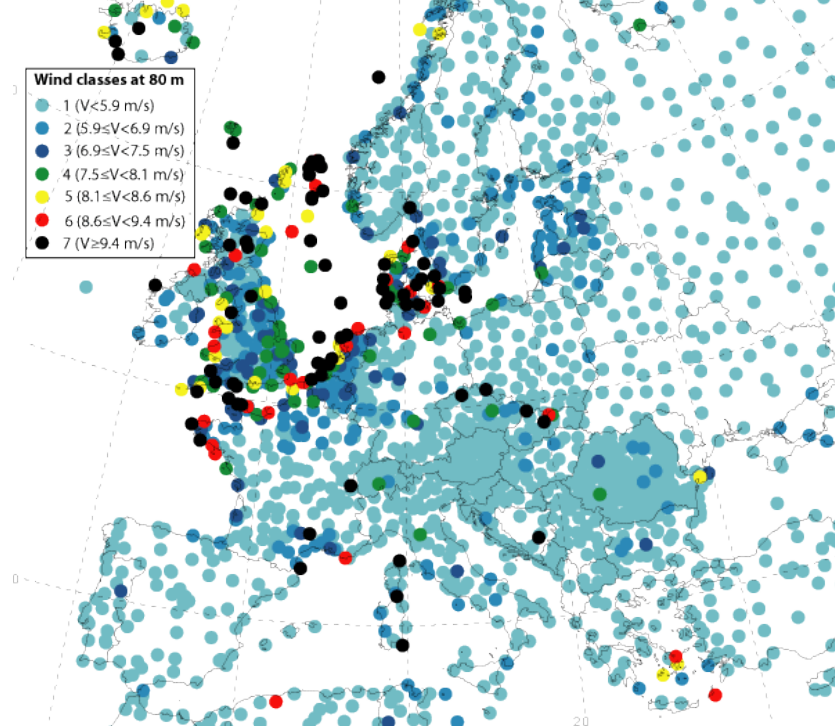 Wind classes at 80 m
1 (V<5.9 m/s)
2 (5.9≤V<6.9 m/s)
3 (6.9≤V<7.5 m/s)
4 (7.5≤V<8.1 m/s)
5 (8.1≤V<8.6 m/s)
6 (8.6≤V<9.4 m/s)
7 (V≥9.4 m/s)
0
20